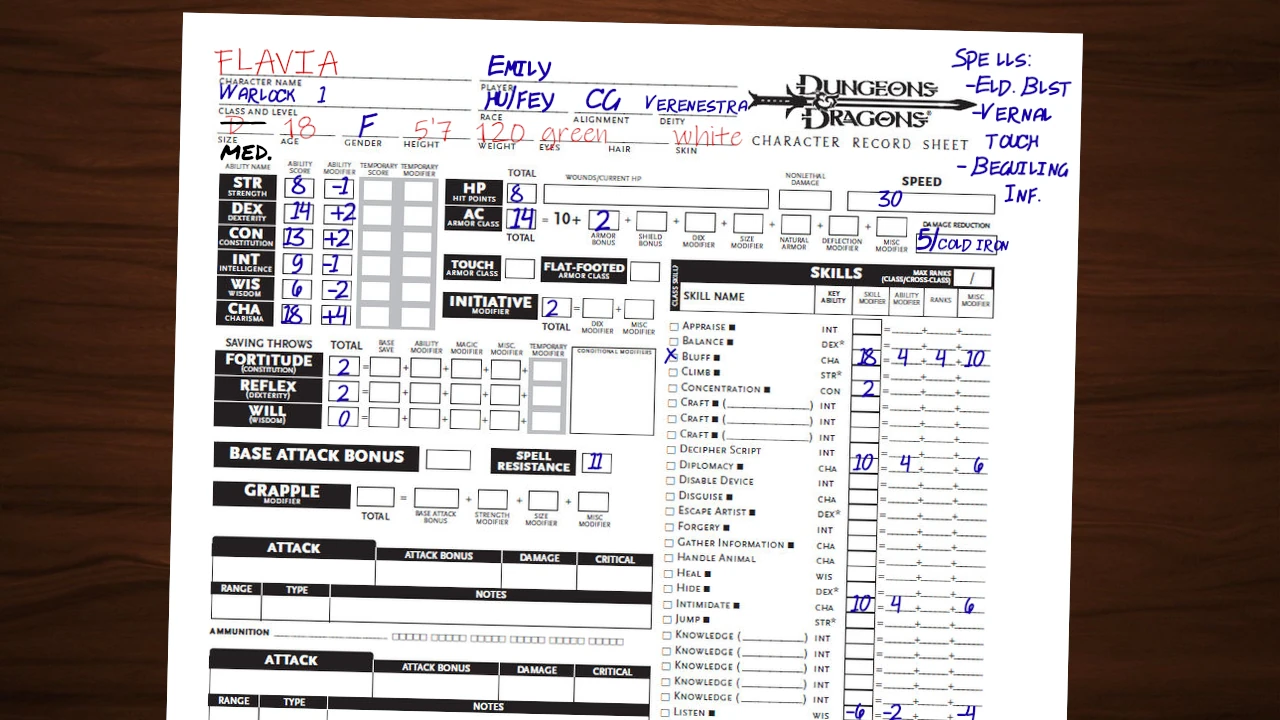 FLAVIA
CHARACTER NAME
EMILY
PLAYER
WARLOCK 1
CLASS AND LEVEL
HU/FEY
RACE
CG
ALIGNMENT
VERENESTRA
DEITY
DUNGEONS & DRAGONS®
CHARACTER RECORD SHEET
SPELLS:
-ELD. BLST
-VERNAL
TOUCH
- BEGUILING
INF.
D
SIZE
MED.
18
AGE
F
GENDER
5'7
HEIGHT
120
WEIGHT
green
EYES
HAIR
white
SKIN
ABILITY NAME ABILITY SCORE ABILITY MODIFIER TEMPORARY SCORE TEMPORARY MODIFIER
STR STRENGTH 8 -1
DEX DEXTERITY 14 +2
CON CONSTITUTION 13 +2
INT INTELLIGENCE 9 -1
WIS WISDOM 6 -2
CHA CHARISMA 18 +4
TOTAL WOUNDS/CURRENT HP NONLETHAL DAMAGE SPEED
HP HIT POINTS 8 30
AC ARMOR CLASS 14 = 10+ 2 + + + + + +
TOTAL ARMOR BONUS SHIELD BONUS DEX MODIFIER SIZE MODIFIER NATURAL ARMOR DEFLECTION MODIFIER MISC MODIFIER
DAMAGE REDUCTION
5/COLD IRON
TOUCH ARMOR CLASS FLAT-FOOTED ARMOR CLASS
INITIATIVE MODIFIER 2 = +
TOTAL DEX MODIFIER MISC MODIFIER
SAVING THROWS TOTAL BASE SAVE ABILITY MODIFIER MAGIC MODIFIER MISC. MODIFIER TEMPORARY MODIFIER CONDITIONAL MODIFIERS
FORTITUDE (CONSTITUTION) 2 = + + + +
REFLEX (DEXTERITY) 2 = + + + +
WILL (WISDOM) 0 = + + + +
BASE ATTACK BONUS SPELL RESISTANCE 11
GRAPPLE MODIFIER = + + +
TOTAL BASE ATTACK BONUS STRENGTH MODIFIER SIZE MODIFIER MISC MODIFIER
ATTACK ATTACK BONUS DAMAGE CRITICAL
RANGE TYPE NOTES
AMMUNITION
ATTACK ATTACK BONUS DAMAGE CRITICAL
RANGE TYPE NOTES
CLASS SKILL? SKILLS MAX RANKS (CLASS/CROSS-CLASS) /
SKILL NAME KEY ABILITY SKILL MODIFIER ABILITY MODIFIER RANKS MISC MODIFIER
APPRAISE ■ INT = + +
BALANCE ■ DEX* = + +
X BLUFF ■ CHA 18 = 4 + 4 + 10
CLIMB ■ STR* = + +
CONCENTRATION ■ CON 2 = + +
CRAFT ■ ( ) INT = + +
CRAFT ■ ( ) INT = + +
CRAFT ■ ( ) INT = + +
DECIPHER SCRIPT INT = + +
DIPLOMACY ■ CHA 10 = 4 + + 6
DISABLE DEVICE INT = + +
DISGUISE ■ CHA = + +
ESCAPE ARTIST ■ DEX* = + +
FORGERY ■ INT = + +
GATHER INFORMATION ■ CHA = + +
HANDLE ANIMAL CHA = + +
HEAL ■ WIS = + +
HIDE ■ DEX* = + +
INTIMIDATE ■ CHA 10 = 4 + + 6
JUMP ■ STR* = + +
KNOWLEDGE ( ) INT = + +
KNOWLEDGE ( ) INT = + +
KNOWLEDGE ( ) INT = + +
KNOWLEDGE ( ) INT = + +
KNOWLEDGE ( ) INT = + +
LISTEN ■ WIS -6 = -2 + + -4